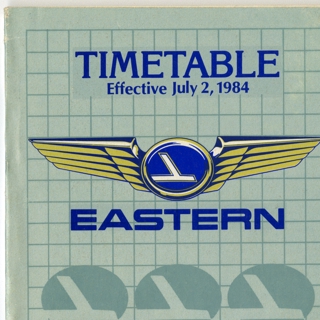 TIMETABLE
Effective July 2, 1984
EASTERN